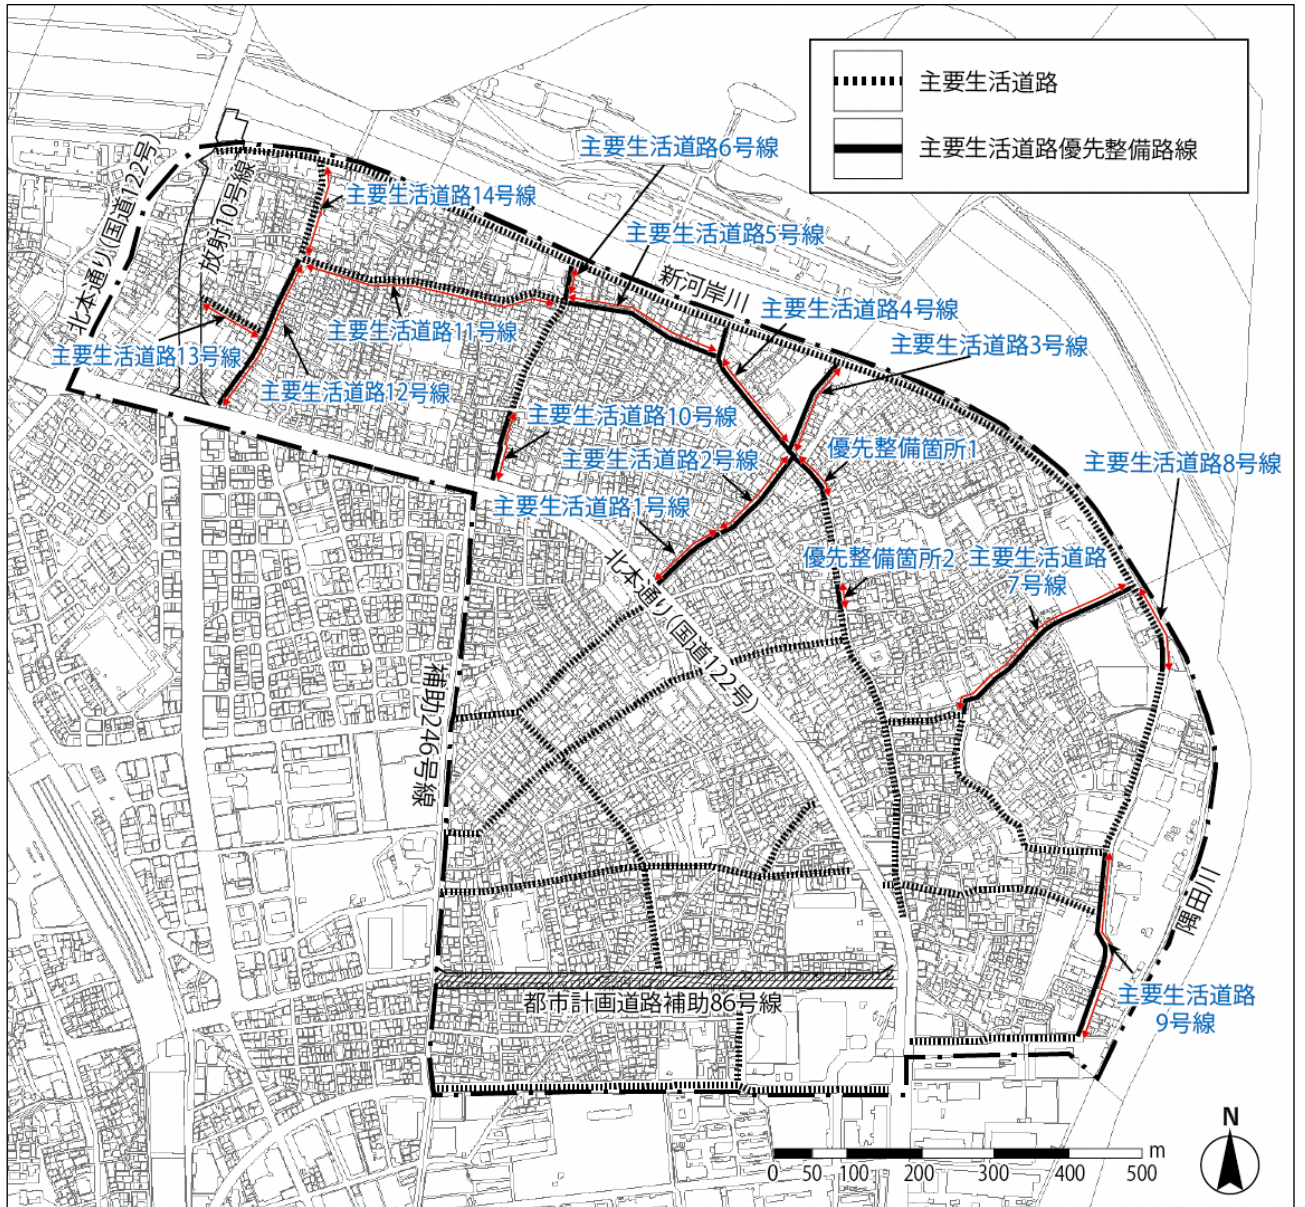 主要生活道路
主要生活道路優先整備路線
主要生活道路6号線
主要生活道路14号線
主要生活道路5号線
新河岸川
北本通り(国道122号)
放射10号線
主要生活道路4号線
主要生活道路3号線
主要生活道路11号線
主要生活道路13号線
主要生活道路12号線
主要生活道路10号線
主要生活道路2号線
優先整備箇所1
主要生活道路8号線
主要生活道路1号線
優先整備箇所2
主要生活道路
7号線
北本通り(国道122号)
補助246号線
隅田川
都市計画道路補助86号線
主要生活道路
9号線
N
0 50 100 200 300 400 500 m